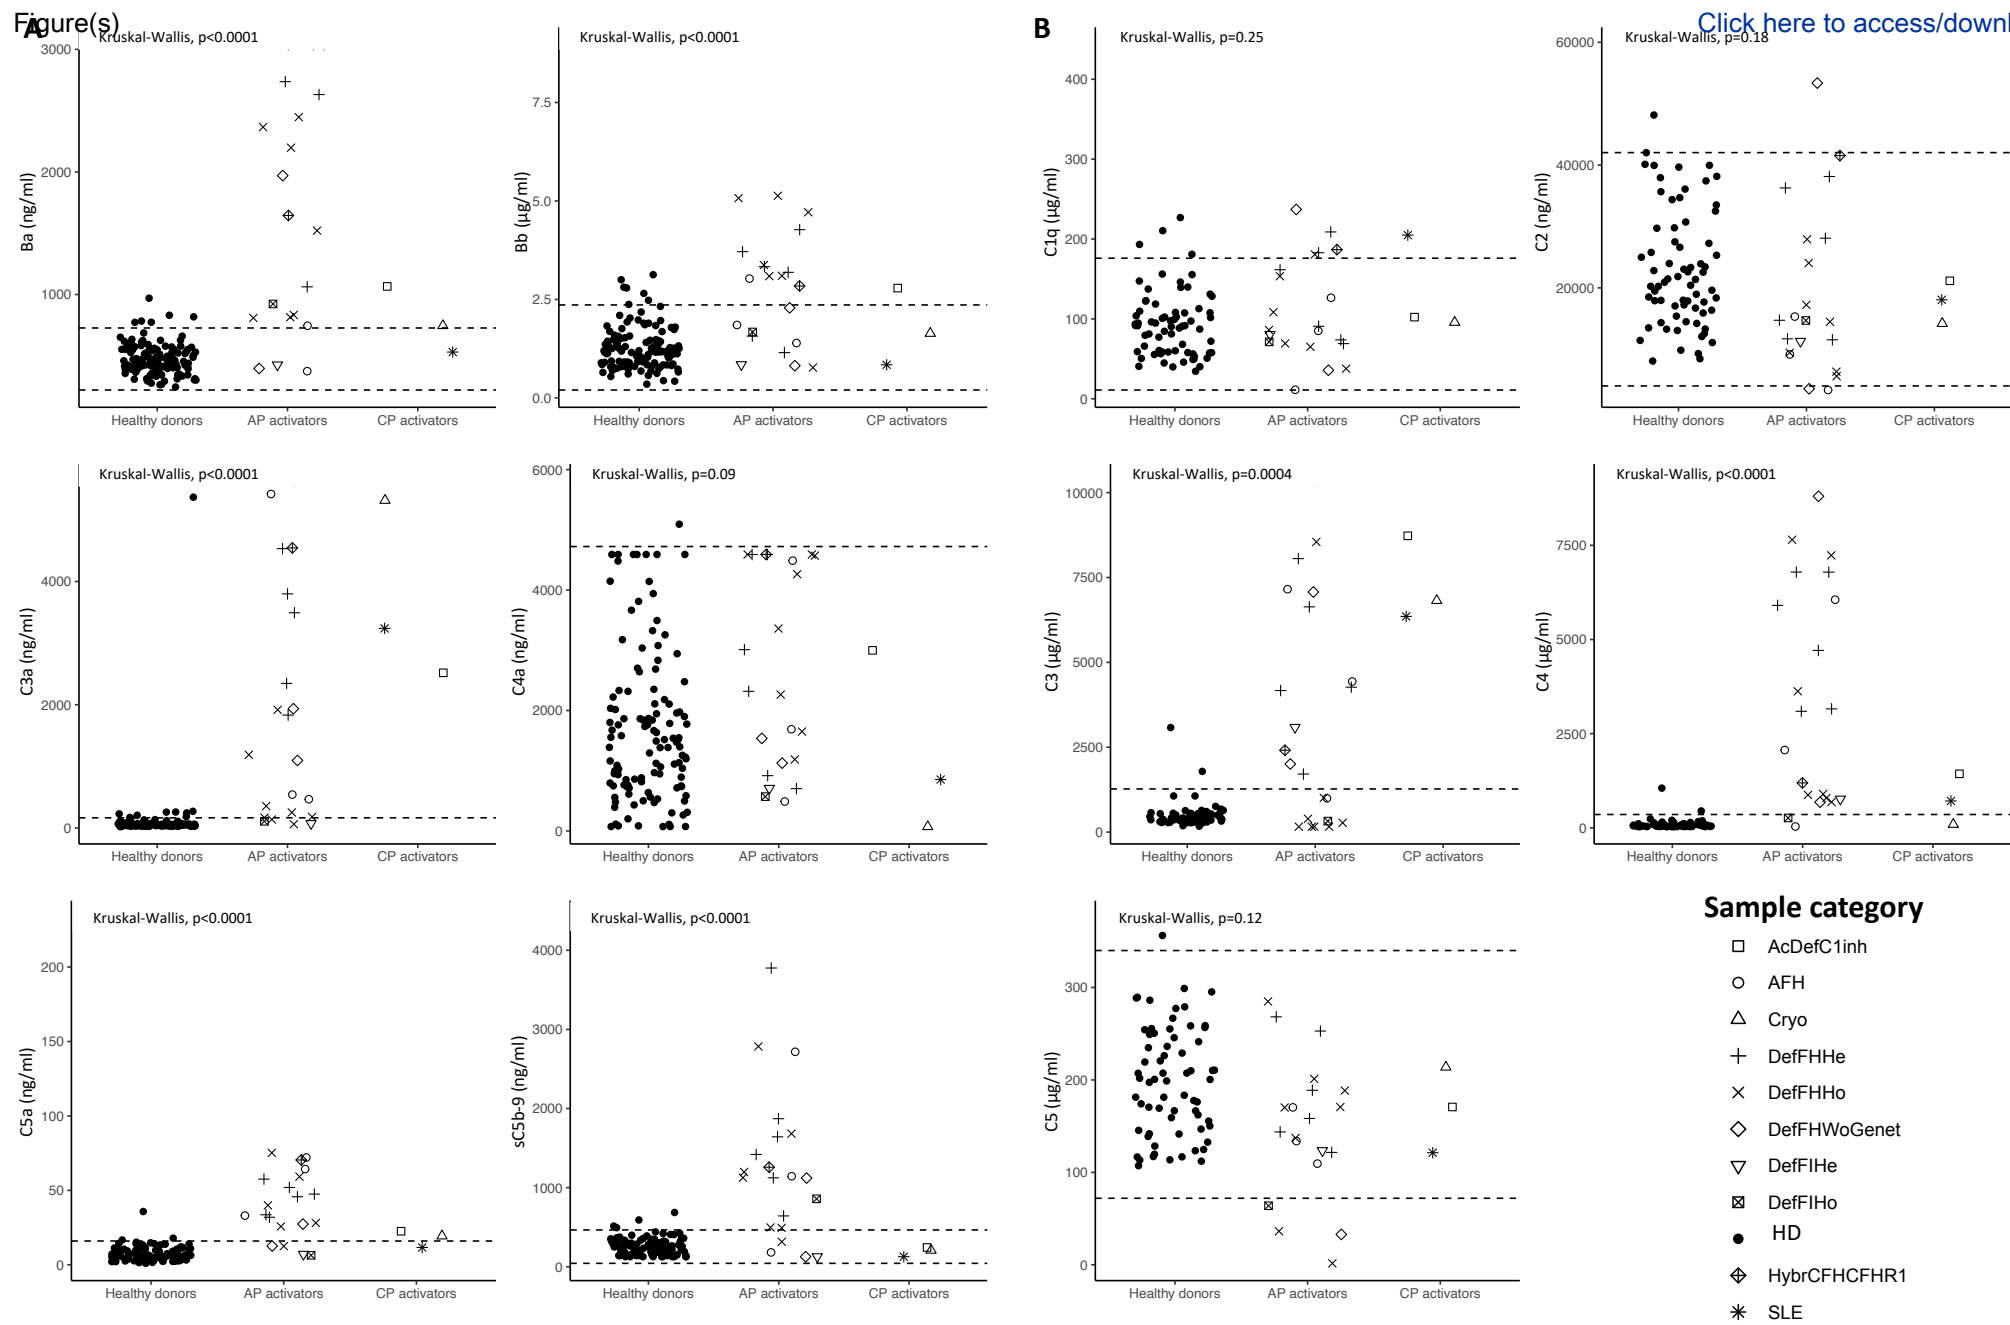 Figure(s)
Click here to access/downl
A
B
Kruskal-Wallis, p<0.0001
3000
2000
1000
Ba (ng/ml)
Healthy donors
AP activators
CP activators
Kruskal-Wallis, p<0.0001
7.5
5.0
2.5
0.0
Bb (µg/ml)
Healthy donors
AP activators
CP activators
Kruskal-Wallis, p=0.25
400
300
200
100
0
C1q (µg/ml)
Healthy donors
AP activators
CP activators
Kruskal-Wallis, p=0.18
60000
40000
20000
C2 (ng/ml)
Healthy donors
AP activators
CP activators
Kruskal-Wallis, p<0.0001
4000
2000
0
C3a (ng/ml)
Healthy donors
AP activators
CP activators
Kruskal-Wallis, p=0.09
6000
4000
2000
0
C4a (ng/ml)
Healthy donors
AP activators
CP activators
Kruskal-Wallis, p=0.0004
10000
7500
5000
2500
0
C3 (µg/ml)
Healthy donors
AP activators
CP activators
Kruskal-Wallis, p<0.0001
7500
5000
2500
0
C4 (µg/ml)
Healthy donors
AP activators
CP activators
Kruskal-Wallis, p<0.0001
200
150
100
50
0
C5a (ng/ml)
Healthy donors
AP activators
CP activators
Kruskal-Wallis, p<0.0001
4000
3000
2000
1000
0
sC5b-9 (ng/ml)
Healthy donors
AP activators
CP activators
Kruskal-Wallis, p=0.12
300
200
100
0
C5 (µg/ml)
Healthy donors
AP activators
CP activators
Sample category
AcDefC1inh
AFH
Cryo
DefFHHe
DefFHHo
DefFHWoGenet
DefFIHe
DefFIHo
HD
HybrCFHCFHR1
SLE